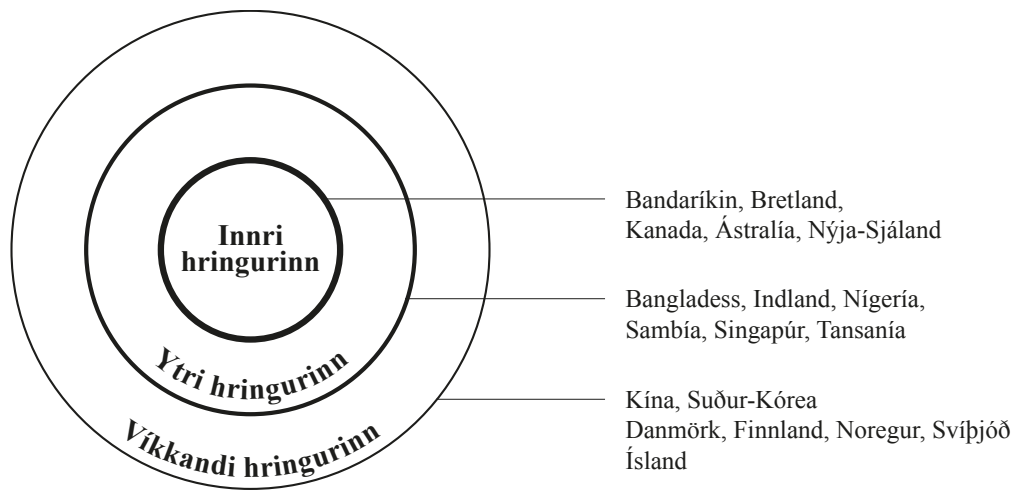 Innri
hringurinn
Ytri hringurinn
Víkkandi hringurinn
Bandaríkin, Bretland,
Kanada, Ástralía, Nýja-Sjáland
Bangladess, Indland, Nígería,
Sambía, Singapúr, Tansanía
Kína, Suður-Kórea
Danmörk, Finnland, Noregur, Svíþjóð
Ísland